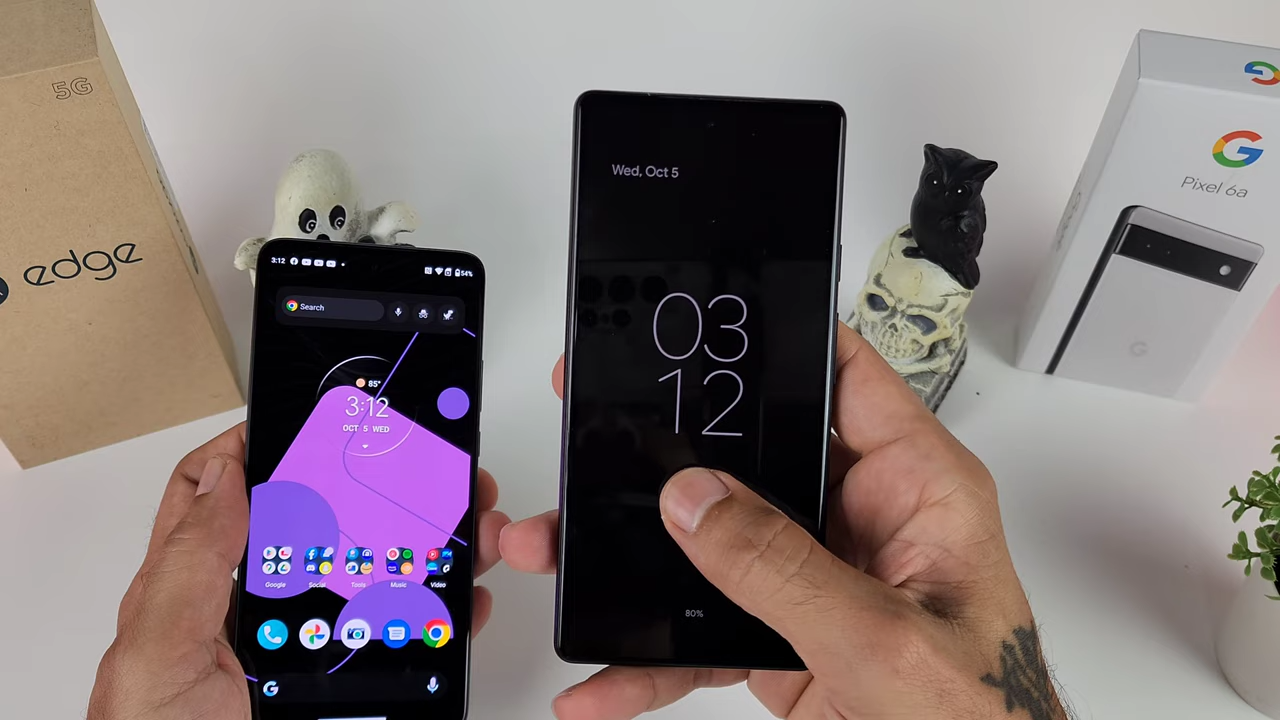 5G
edge
3:12
54%
Search
85°
3:12
OCT 5 WED
Google
Social
Tools
Music
Video
G
Wed, Oct 5
03
12
80%
G
Pixel 6a
G